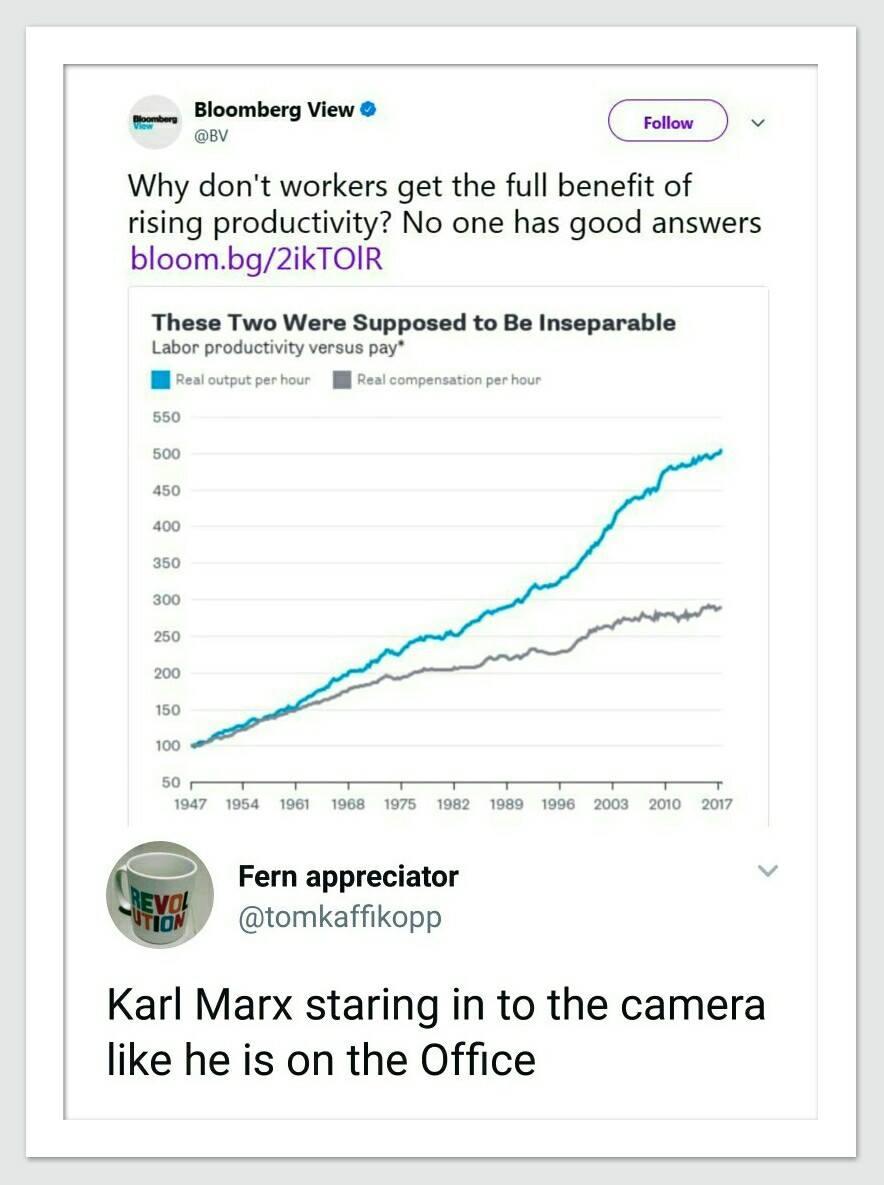 Bloomberg
View
Bloomberg View
@BV
Follow
Why don't workers get the full benefit of
rising productivity? No one has good answers
bloom.bg/2ikTOlR
These Two Were Supposed to Be Inseparable
Labor productivity versus pay*
Real output per hour Real compensation per hour
550
500
450
400
350
300
250
200
150
100
50
1947 1954 1961 1968 1975 1982 1989 1996 2003 2010 2017
REVOL
UTION
Fern appreciator
@tomkaffikopp
Karl Marx staring in to the camera
like he is on the Office